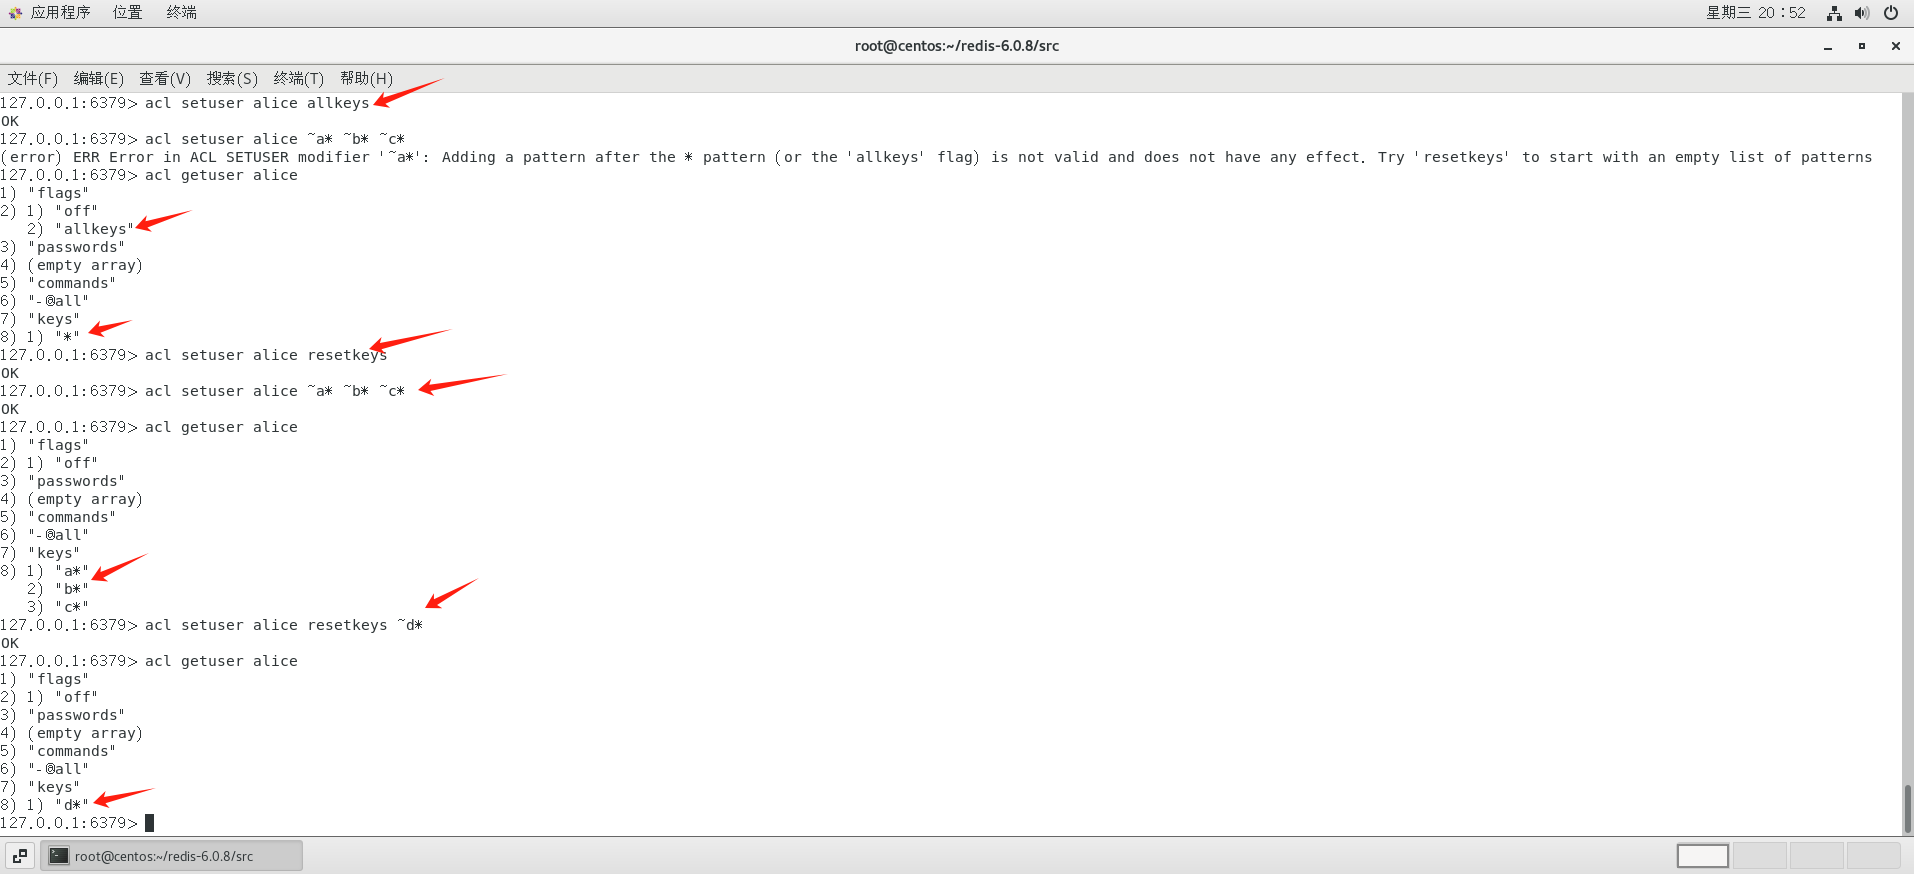 应用程序 位置 终端 星期三 20：52
root@centos:~/redis-6.0.8/src
文件(F) 编辑(E) 查看(V) 搜索(S) 终端(T) 帮助(H)
127.0.0.1:6379> acl setuser alice allkeys
OK
127.0.0.1:6379> acl setuser alice ~a* ~b* ~c*
(error) ERR Error in ACL SETUSER modifier '~a*': Adding a pattern after the * pattern (or the 'allkeys' flag) is not valid and does not have any effect. Try 'resetkeys' to start with an empty list of patterns
127.0.0.1:6379> acl getuser alice
1) "flags"
2) 1) "off"
   2) "allkeys"
3) "passwords"
4) (empty array)
5) "commands"
6) "-@all"
7) "keys"
8) 1) "*"
127.0.0.1:6379> acl setuser alice resetkeys
OK
127.0.0.1:6379> acl setuser alice ~a* ~b* ~c*
OK
127.0.0.1:6379> acl getuser alice
1) "flags"
2) 1) "off"
3) "passwords"
4) (empty array)
5) "commands"
6) "-@all"
7) "keys"
8) 1) "a*"
   2) "b*"
   3) "c*"
127.0.0.1:6379> acl setuser alice resetkeys ~d*
OK
127.0.0.1:6379> acl getuser alice
1) "flags"
2) 1) "off"
3) "passwords"
4) (empty array)
5) "commands"
6) "-@all"
7) "keys"
8) 1) "d*"
127.0.0.1:6379>
root@centos:~/redis-6.0.8/src